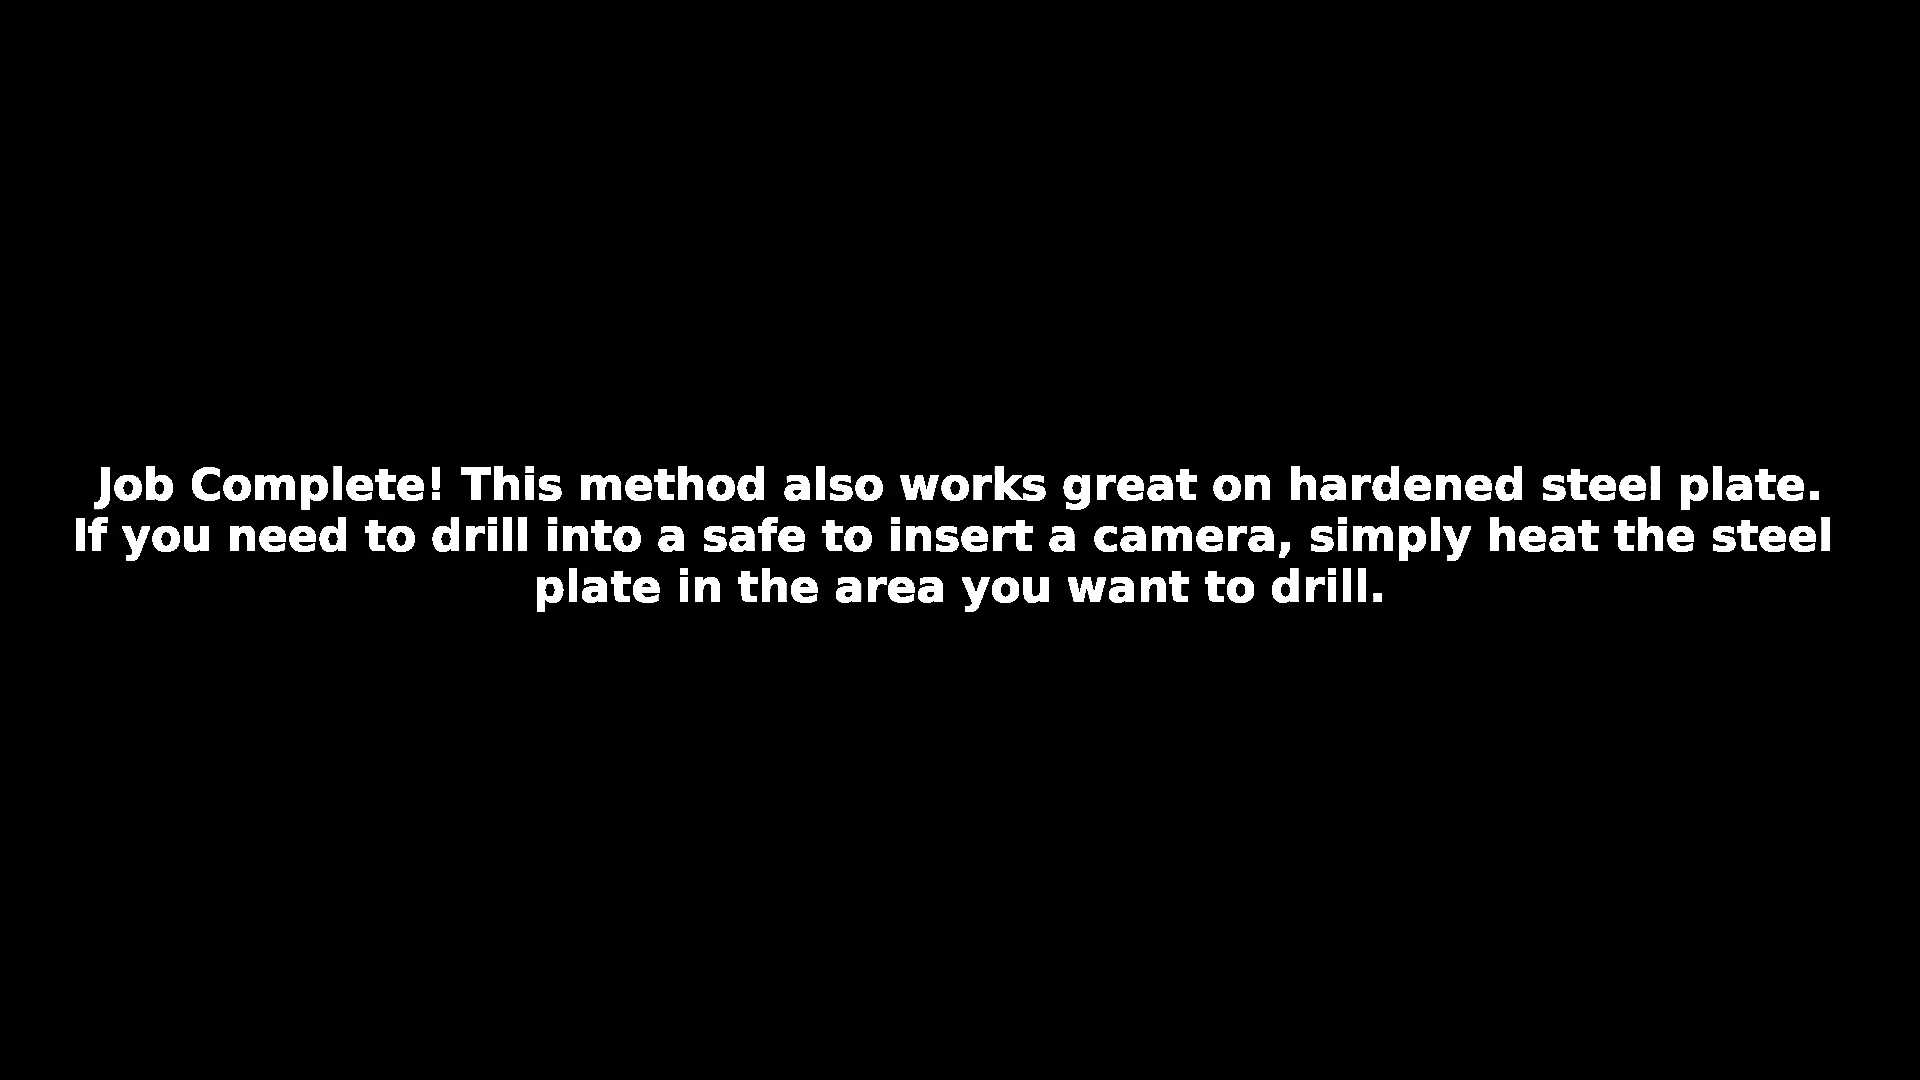 Job Complete! This method also works great on hardened steel plate.
If you need to drill into a safe to insert a camera, simply heat the steel
plate in the area you want to drill.